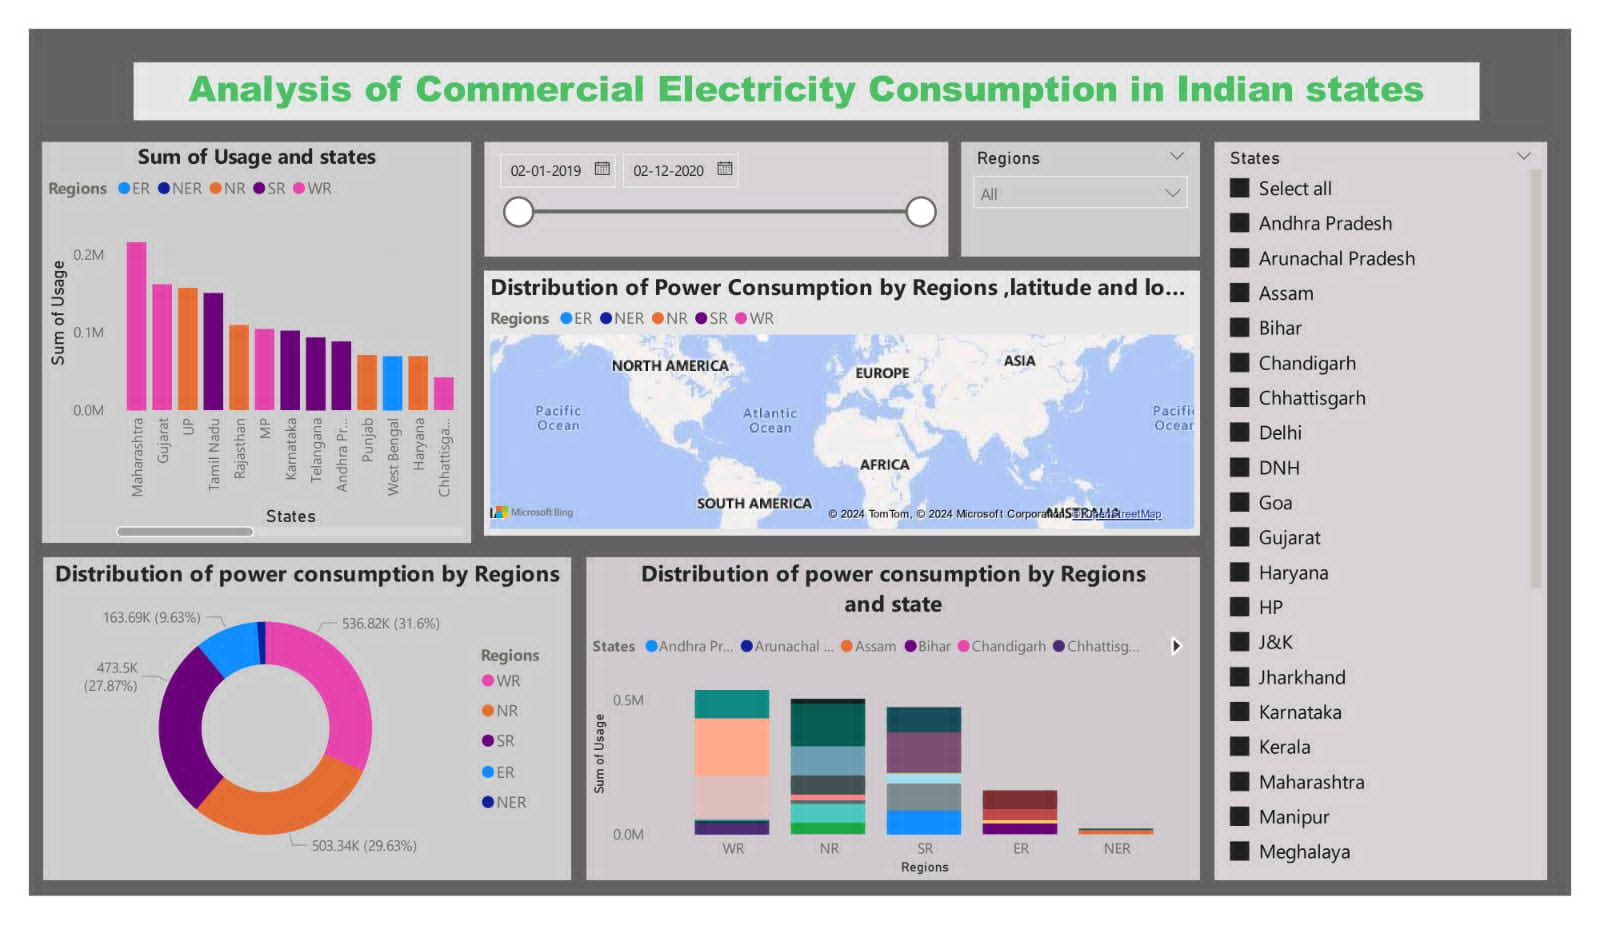 Analysis of Commercial Electricity Consumption in Indian states
Sum of Usage and states
Regions ER NER NR SR WR
Sum of Usage
0.2M
0.1M
0.0M
Maharashtra
Gujarat
UP
Tamil Nadu
Rajasthan
MP
Karnataka
Telangana
Andhra Pr...
Punjab
West Bengal
Haryana
Chhattisga...
States
02-01-2019 02-12-2020
Regions
All
Distribution of Power Consumption by Regions ,latitude and lo...
Regions ER NER NR SR WR
NORTH AMERICA
EUROPE
ASIA
Pacific
Ocean
Atlantic
Ocean
Pacific
Ocean
AFRICA
SOUTH AMERICA
AUSTRALIA
Microsoft Bing
© 2024 TomTom, © 2024 Microsoft Corporation, © OpenStreetMap
Distribution of power consumption by Regions
163.69K (9.63%)
536.82K (31.6%)
473.5K
(27.87%)
503.34K (29.63%)
Regions
WR
NR
SR
ER
NER
Distribution of power consumption by Regions
and state
States Andhra Pr... Arunachal ... Assam Bihar Chandigarh Chhattisg...
Sum of Usage
0.5M
0.0M
WR NR SR ER NER
Regions
States
Select all
Andhra Pradesh
Arunachal Pradesh
Assam
Bihar
Chandigarh
Chhattisgarh
Delhi
DNH
Goa
Gujarat
Haryana
HP
J&K
Jharkhand
Karnataka
Kerala
Maharashtra
Manipur
Meghalaya